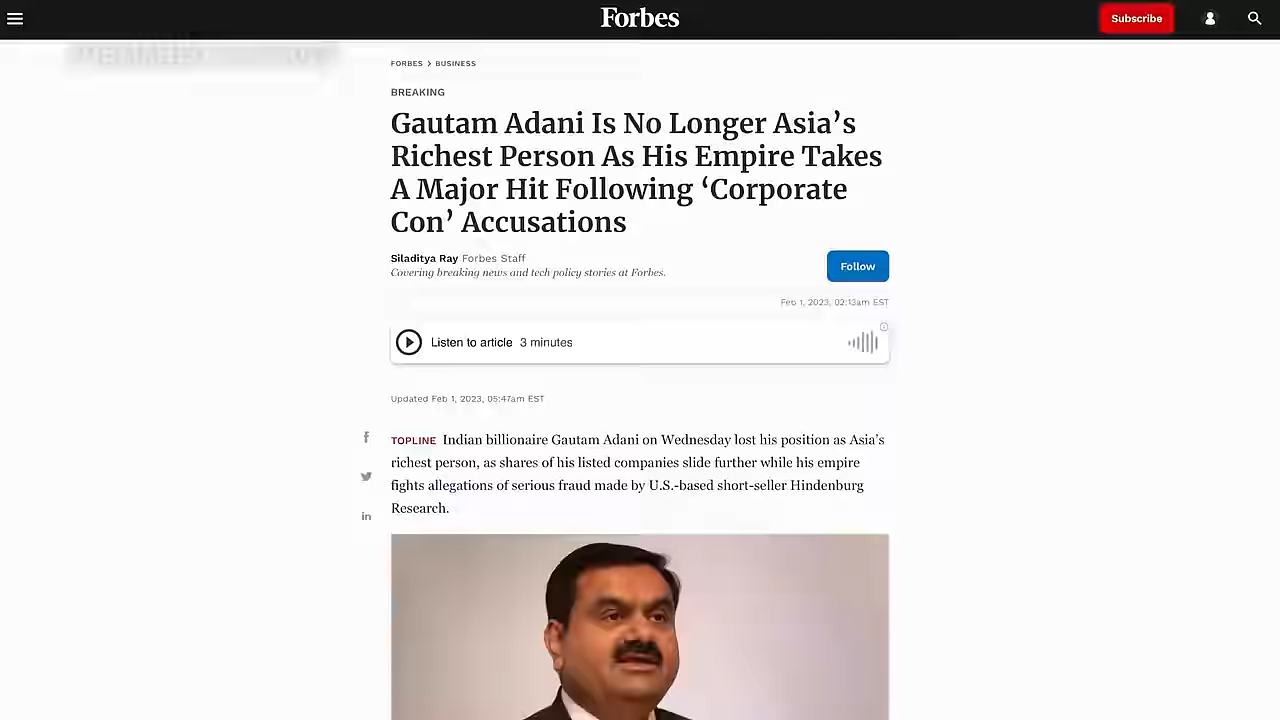 Forbes
Subscribe
FORBES > BUSINESS
BREAKING
Gautam Adani Is No Longer Asia’s
Richest Person As His Empire Takes
A Major Hit Following ‘Corporate
Con’ Accusations
Siladitya Ray Forbes Staff
Covering breaking news and tech policy stories at Forbes.
Follow
Feb 1, 2023, 02:13am EST
Listen to article 3 minutes
Updated Feb 1, 2023, 05:47am EST
TOPLINE Indian billionaire Gautam Adani on Wednesday lost his position as Asia’s
richest person, as shares of his listed companies slide further while his empire
fights allegations of serious fraud made by U.S.-based short-seller Hindenburg
Research.